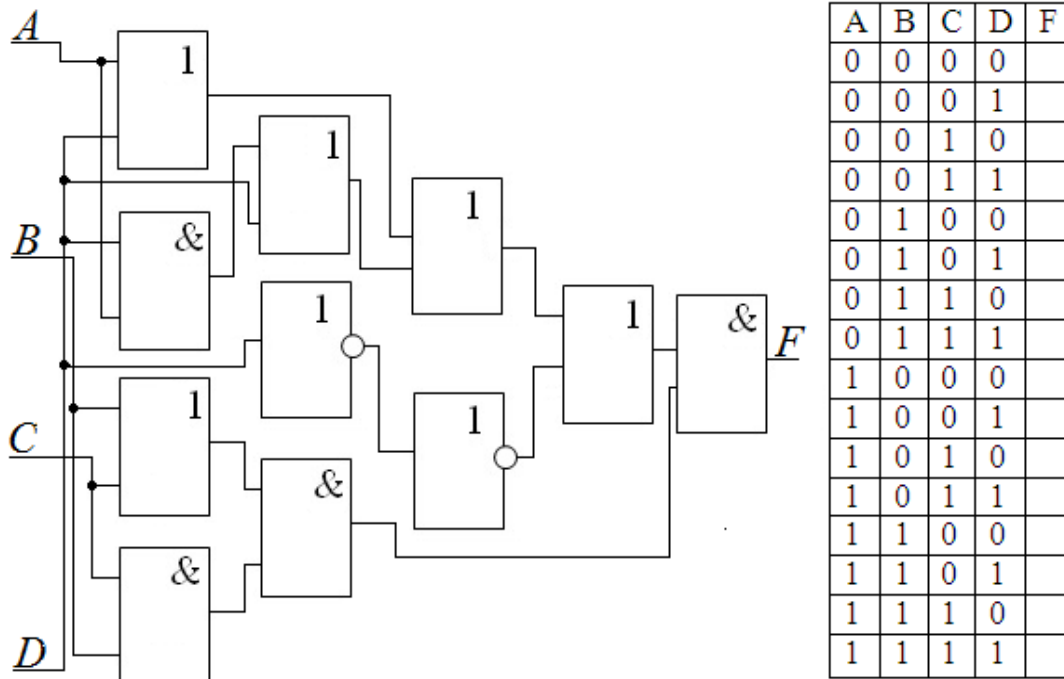 A
1
1
1
B
&
1
1
&
F
1
1
C
&
&
D
A B C D F
0 0 0 0
0 0 0 1
0 0 1 0
0 0 1 1
0 1 0 0
0 1 0 1
0 1 1 0
0 1 1 1
1 0 0 0
1 0 0 1
1 0 1 0
1 0 1 1
1 1 0 0
1 1 0 1
1 1 1 0
1 1 1 1